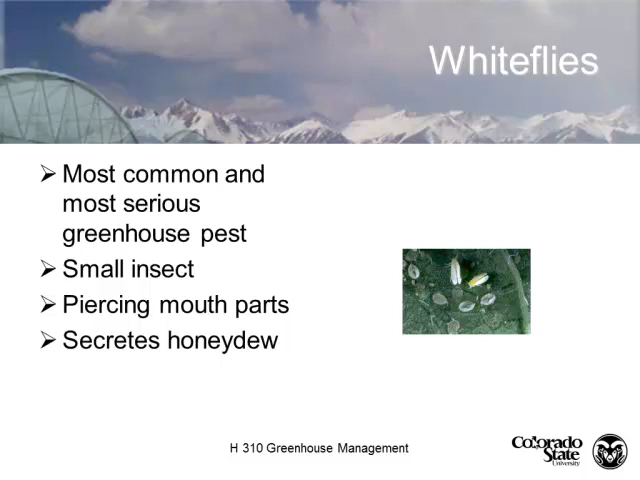 Whiteflies
Most common and
most serious
greenhouse pest
Small insect
Piercing mouth parts
Secretes honeydew
H 310 Greenhouse Management
Colorado
State
University